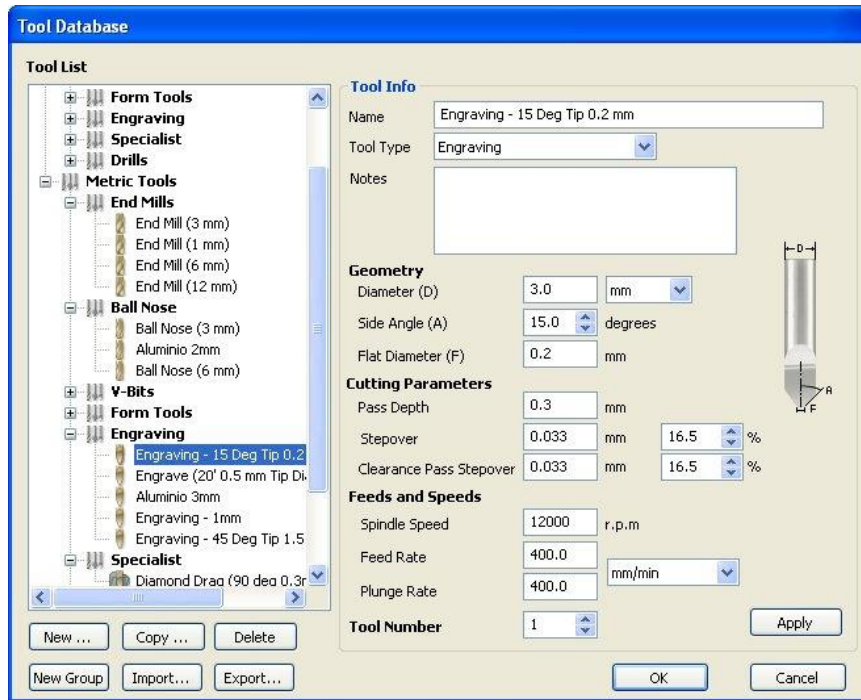 Tool Database
Tool List
Form Tools
Engraving
Specialist
Drills
Metric Tools
End Mills
End Mill (3 mm)
End Mill (1 mm)
End Mill (6 mm)
End Mill (12 mm)
Ball Nose
Ball Nose (3 mm)
Aluminio 2mm
Ball Nose (6 mm)
V-Bits
Form Tools
Engraving
Engraving - 15 Deg Tip 0.2
Engrave (20' 0.5 mm Tip Di
Aluminio 3mm
Engraving - 1mm
Engraving - 45 Deg Tip 1.5
Specialist
Diamond Drag (90 deg 0.3
New ... Copy ... Delete
New Group Import... Export...
Tool Info
Name Engraving - 15 Deg Tip 0.2 mm
Tool Type Engraving
Notes
Geometry
Diameter (D) 3.0 mm
Side Angle (A) 15.0 degrees
Flat Diameter (F) 0.2 mm
D
A
F
Cutting Parameters
Pass Depth 0.3 mm
Stepover 0.033 mm 16.5 %
Clearance Pass Stepover 0.033 mm 16.5 %
Feeds and Speeds
Spindle Speed 12000 r.p.m
Feed Rate 400.0
mm/min
Plunge Rate 400.0
Tool Number 1
Apply
OK Cancel